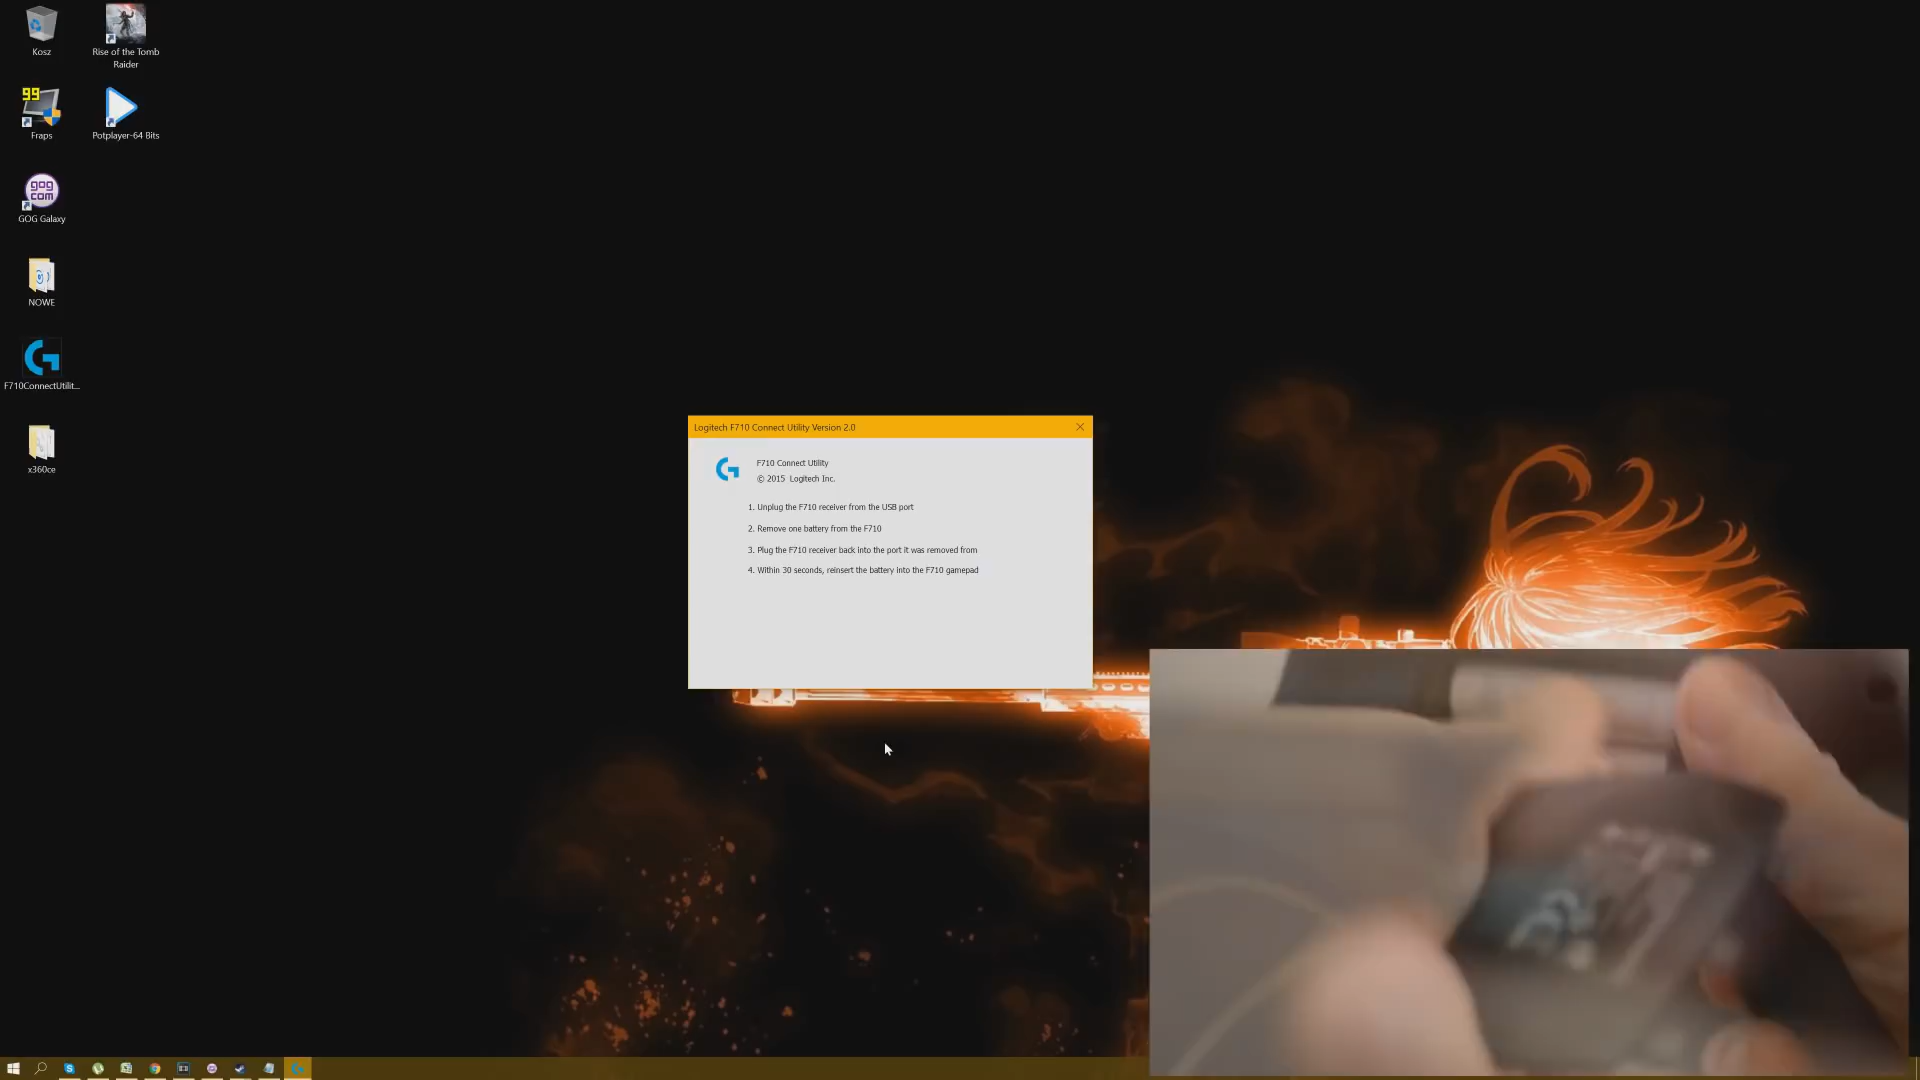 Kosz
Rise of the Tomb
Raider
99
Fraps
Potplayer-64 Bits
gog
com
GOG Galaxy
NOWE
F710ConnectUtilit...
x360ce
Logitech F710 Connect Utility Version 2.0
F710 Connect Utility
© 2015 Logitech Inc.
1. Unplug the F710 receiver from the USB port
2. Remove one battery from the F710
3. Plug the F710 receiver back into the port it was removed from
4. Within 30 seconds, reinsert the battery into the F710 gamepad